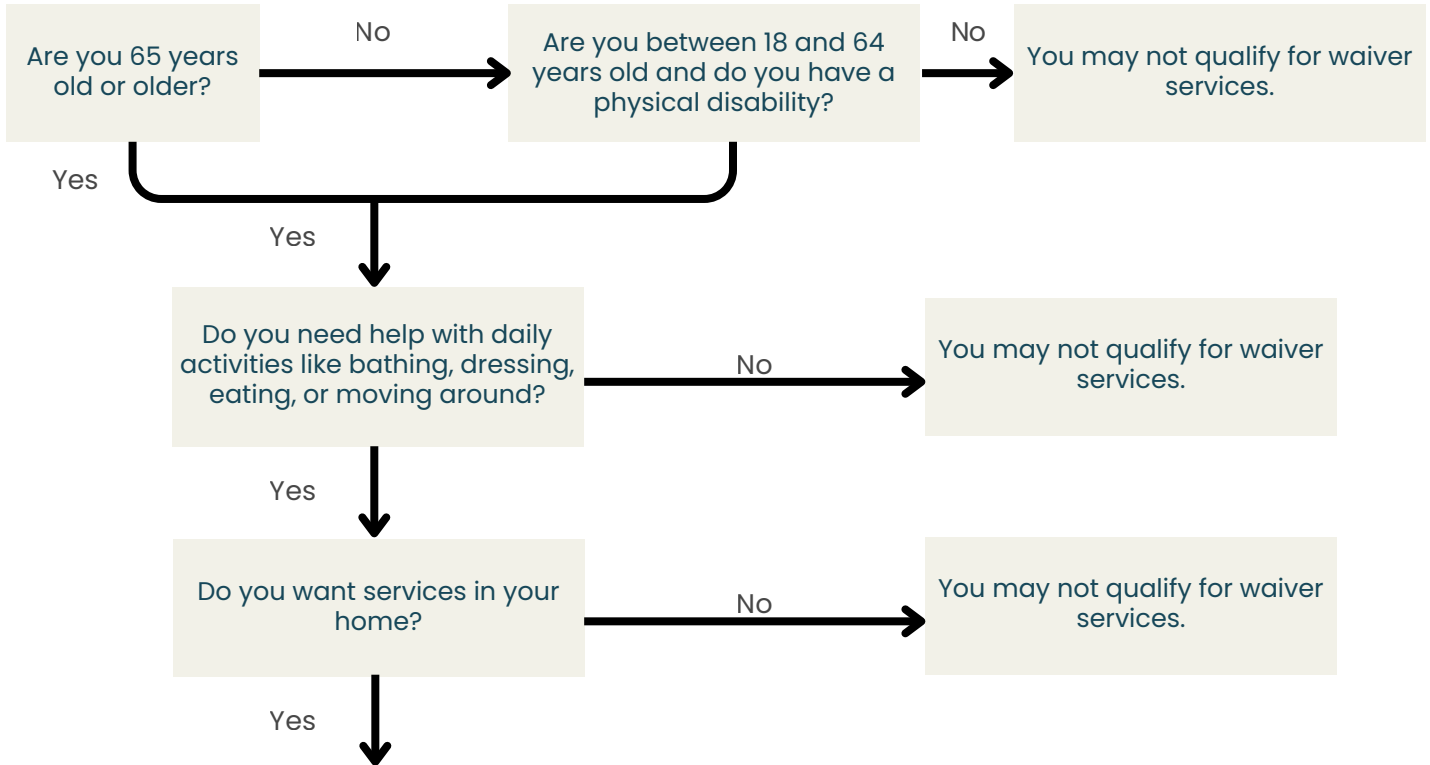 Are you 65 years
old or older?
No
Are you between 18 and 64
years old and do you have a
physical disability?
No
You may not qualify for waiver
services.
Yes
Yes
Do you need help with daily
activities like bathing, dressing,
eating, or moving around?
No
You may not qualify for waiver
services.
Yes
Do you want services in your
home?
No
You may not qualify for waiver
services.
Yes